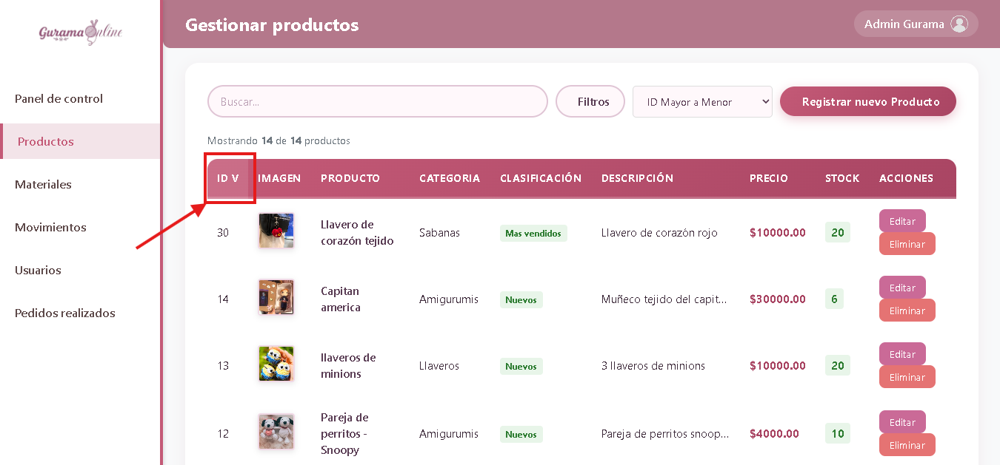 Gurama Online
Gestionar productos
Admin Gurama
Panel de control
Productos
Materiales
Movimientos
Usuarios
Pedidos realizados
Buscar...
Filtros
ID Mayor a Menor
Registrar nuevo Producto
Mostrando 14 de 14 productos
ID V IMAGEN PRODUCTO CATEGORIA CLASIFICACIÓN DESCRIPCIÓN PRECIO STOCK ACCIONES
30
Llavero de
corazón tejido
Sabanas
Mas vendidos
Llavero de corazón rojo
$10000.00
20
Editar
Eliminar
14
Capitan
america
Amigurumis
Nuevos
Muñeco tejido del capit...
$30000.00
6
Editar
Eliminar
13
llaveros de
minions
Llaveros
Nuevos
3 llaveros de minions
$10000.00
20
Editar
Eliminar
12
Pareja de
perritos -
Snoopy
Amigurumis
Nuevos
Pareja de perritos snoop...
$4000.00
10
Editar
Eliminar